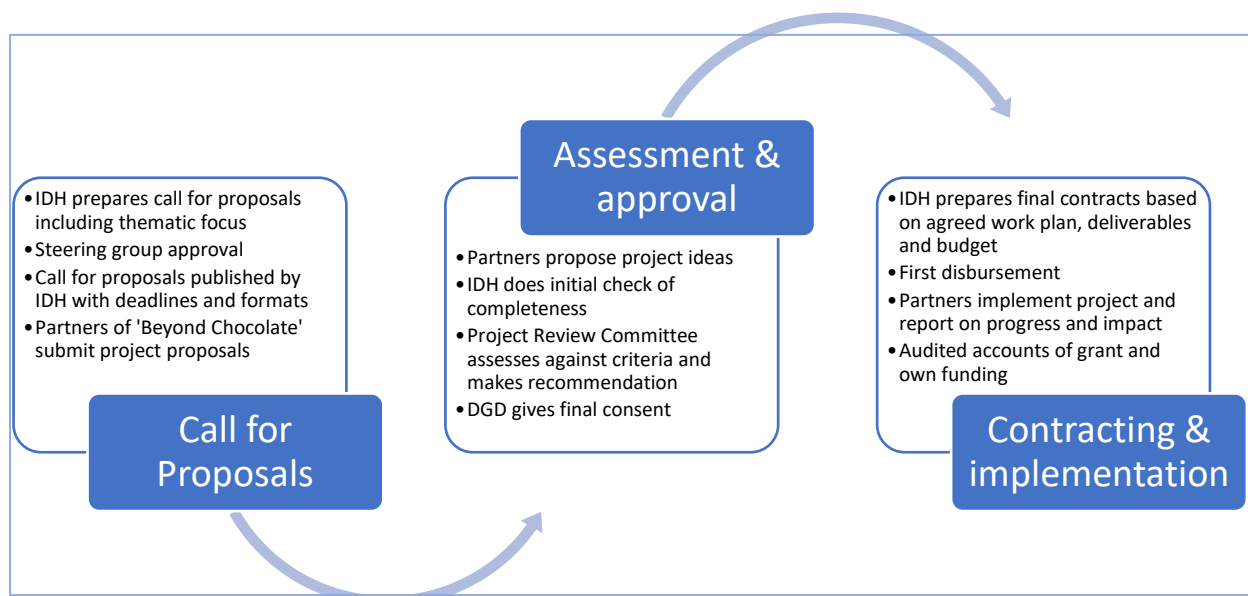 •IDH prepares call for proposals
including thematic focus
•Steering group approval
•Call for proposals published by
IDH with deadlines and formats
•Partners of 'Beyond Chocolate'
submit project proposals
Call for
Proposals
Assessment &
approval
•Partners propose project ideas
•IDH does initial check of
completeness
•Project Review Committee
assesses against criteria and
makes recommendation
•DGD gives final consent
•IDH prepares final contracts based
on agreed work plan, deliverables
and budget
•First disbursement
•Partners implement project and
report on progress and impact
•Audited accounts of grant and
own funding
Contracting &
implementation